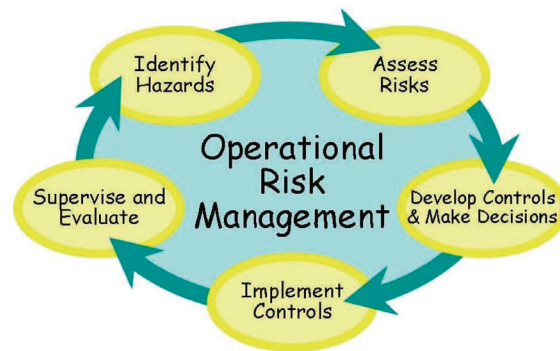 Identify
Hazards
Assess
Risks
Operational
Risk
Management
Supervise and
Evaluate
Develop Controls
& Make Decisions
Implement
Controls